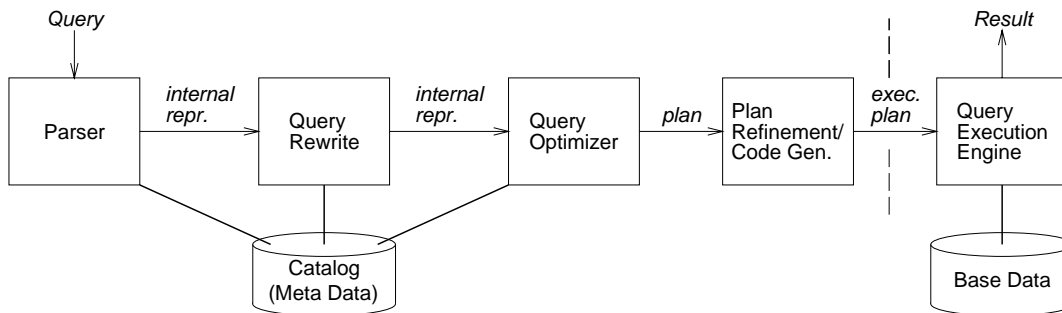 Query
Result
Parser
internal
repr.
Query
Rewrite
internal
repr.
Query
Optimizer
plan
Plan
Refinement/
Code Gen.
exec.
plan
Query
Execution
Engine
Catalog
(Meta Data)
Base Data